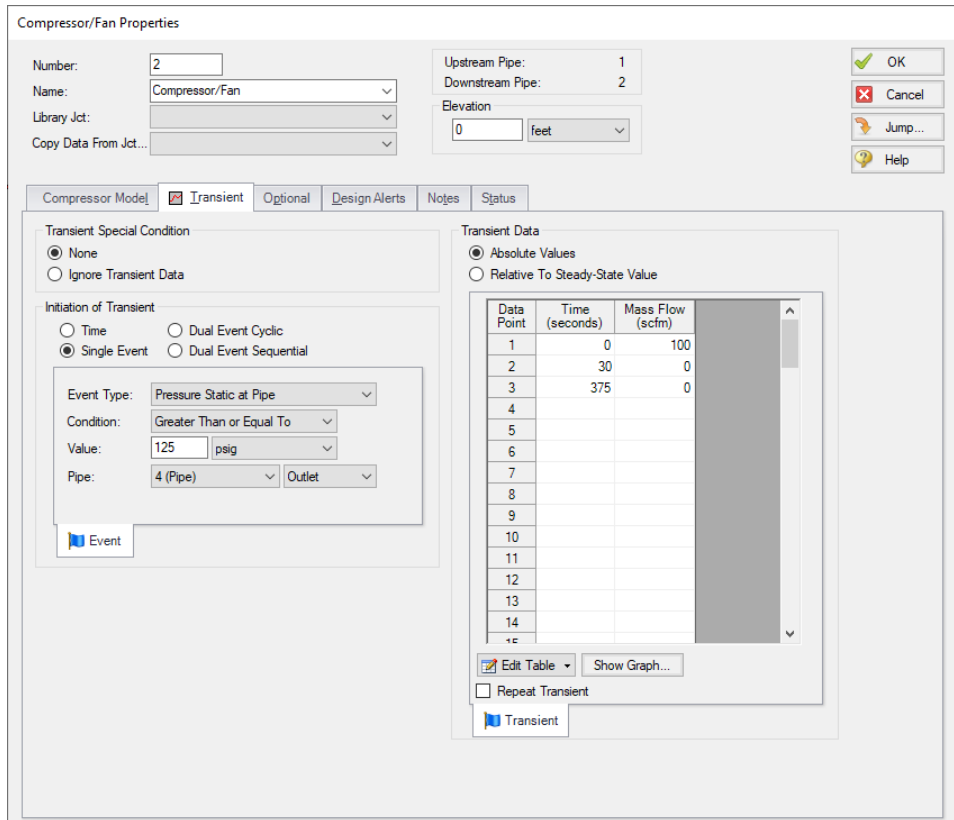 Compressor/Fan Properties
Number: 2
Name: Compressor/Fan
Library Jct:
Copy Data From Jct...
Upstream Pipe: 1
Downstream Pipe: 2
Elevation
0 feet
OK
Cancel
Jump...
Help
Compressor Model Transient Optional Design Alerts Notes Status
Transient Special Condition
None
Ignore Transient Data
Initiation of Transient
Time Dual Event Cyclic
Single Event Dual Event Sequential
Event Type: Pressure Static at Pipe
Condition: Greater Than or Equal To
Value: 125 psig
Pipe: 4 (Pipe) Outlet
Event
Transient Data
Absolute Values
Relative To Steady-State Value
Data Time Mass Flow
Point (seconds) (scfm)
1 0 100
2 30 0
3 375 0
4
5
6
7
8
9
10
11
12
13
14
15
Edit Table Show Graph...
Repeat Transient
Transient